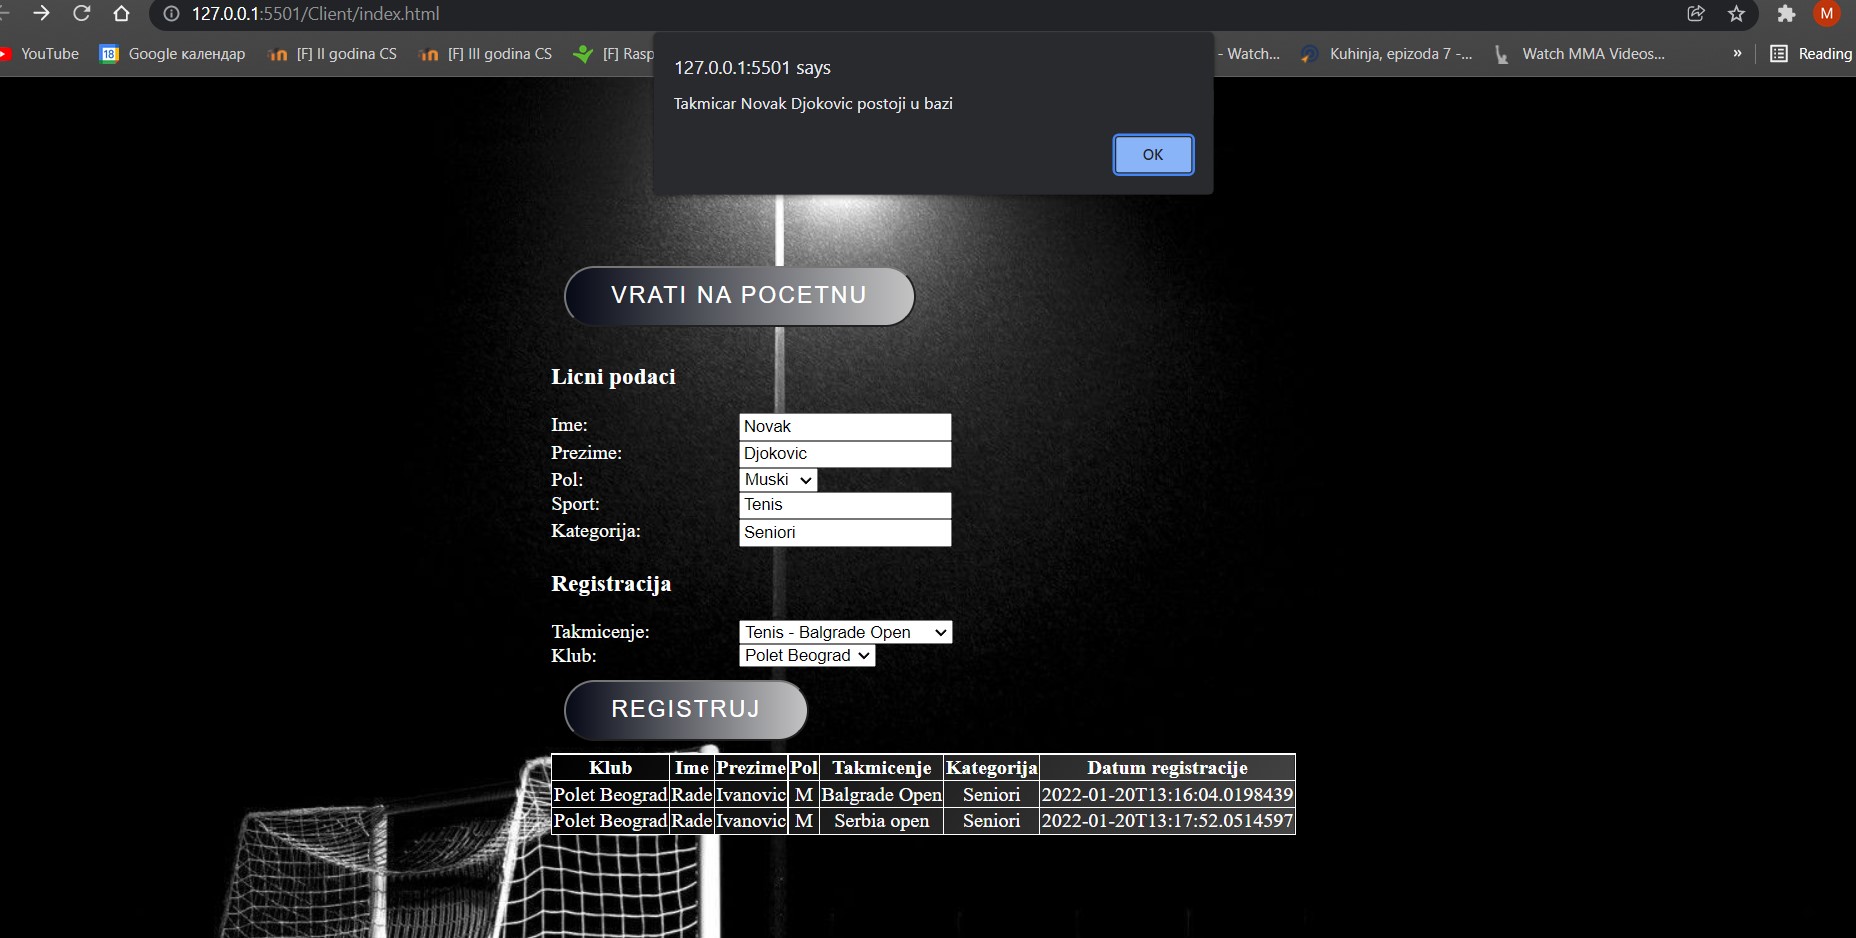 127.0.0.1:5501/Client/index.html
M
YouTube
18 Google календар
[F] II godina CS
[F] III godina CS
[F] Rasp
- Watch...
Kuhinja, epizoda 7 -...
Watch MMA Videos...
»
Reading
127.0.0.1:5501 says
Takmicar Novak Djokovic postoji u bazi
OK
VRATI NA POCETNU
Licni podaci
Ime: Novak
Prezime: Djokovic
Pol: Muski
Sport: Tenis
Kategorija: Seniori
Registracija
Takmicenje: Tenis - Balgrade Open
Klub: Polet Beograd
REGISTRUJ
Klub Ime Prezime Pol Takmicenje Kategorija Datum registracije
Polet Beograd Rade Ivanovic M Balgrade Open Seniori 2022-01-20T13:16:04.0198439
Polet Beograd Rade Ivanovic M Serbia open Seniori 2022-01-20T13:17:52.0514597